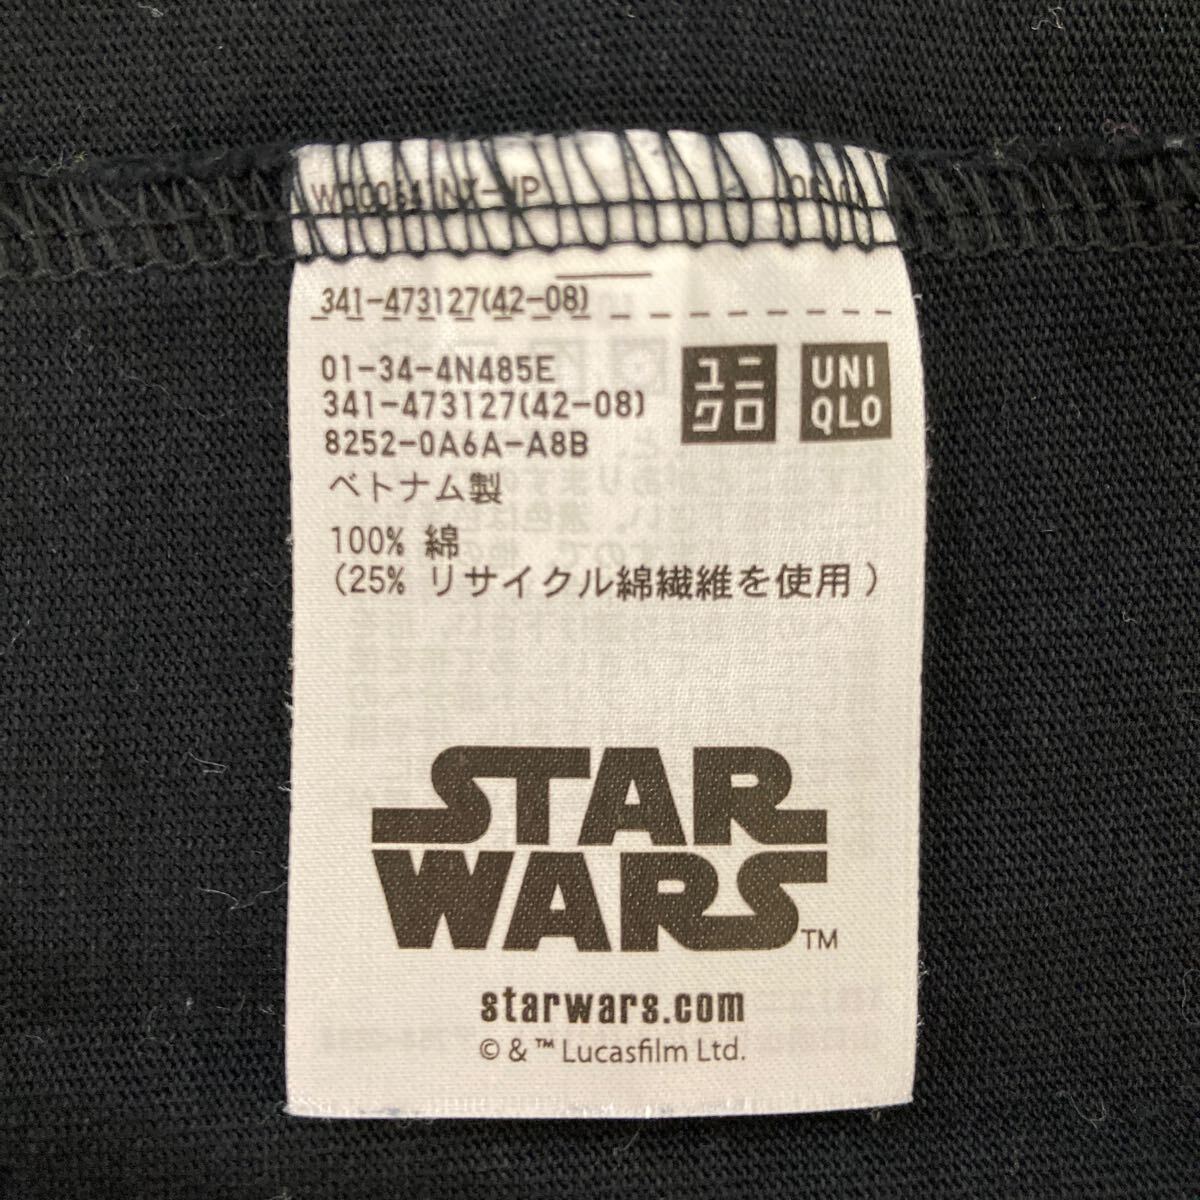 341-473127(42-08)
01-34-4N485E
341-473127(42-08)
8252-0A6A-A8B
ユニ
クロ
UNI
QLO
ベトナム製
100% 綿
(25% リサイクル綿繊維を使用 )
STAR
WARS™
starwars.com
© & ™ Lucasfilm Ltd.